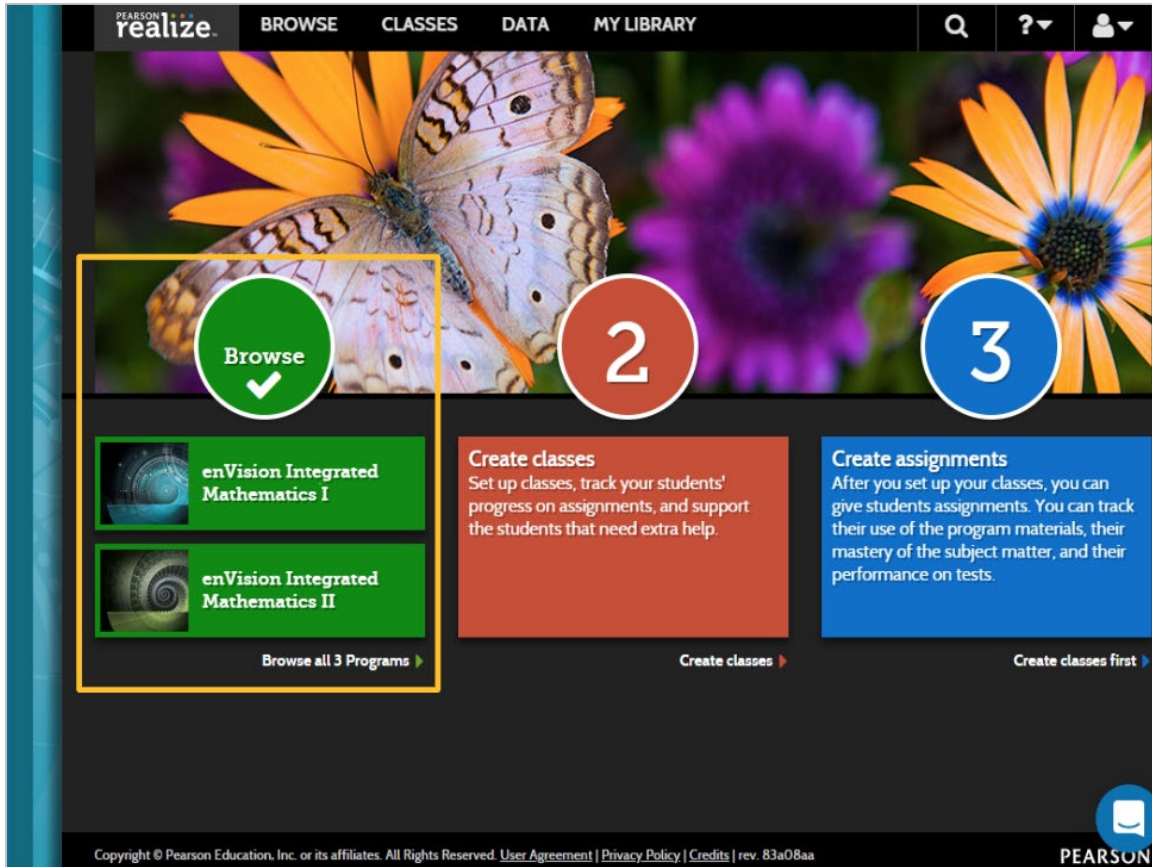 PEARSON
realize™
BROWSE
CLASSES
DATA
MY LIBRARY
?
Browse
2
3
enVision Integrated
Mathematics I
enVision Integrated
Mathematics II
Browse all 3 Programs
Create classes
Set up classes, track your students'
progress on assignments, and support
the students that need extra help.
Create classes
Create assignments
After you set up your classes, you can
give students assignments. You can track
their use of the program materials, their
mastery of the subject matter, and their
performance on tests.
Create classes first
Copyright © Pearson Education, Inc. or its affiliates. All Rights Reserved. User Agreement | Privacy Policy | Credits | rev. 83a08aa
PEARSON